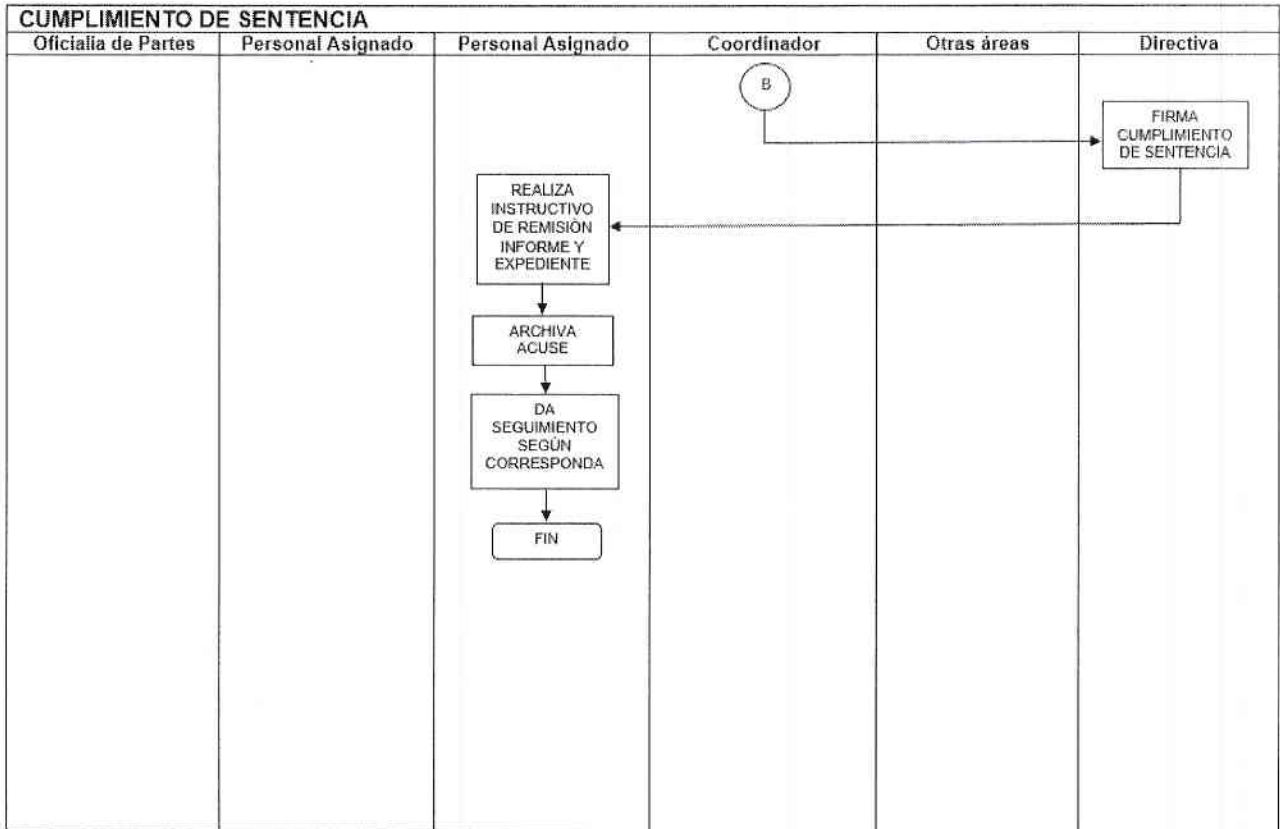 CUMPLIMIENTO DE SENTENCIA
Oficialia de Partes
Personal Asignado
Personal Asignado
Coordinador
Otras áreas
Directiva
B
FIRMA
CUMPLIMIENTO
DE SENTENCIA
REALIZA
INSTRUCTIVO
DE REMISIÓN
INFORME Y
EXPEDIENTE
ARCHIVA
ACUSE
DA
SEGUIMIENTO
SEGÚN
CORRESPONDA
FIN